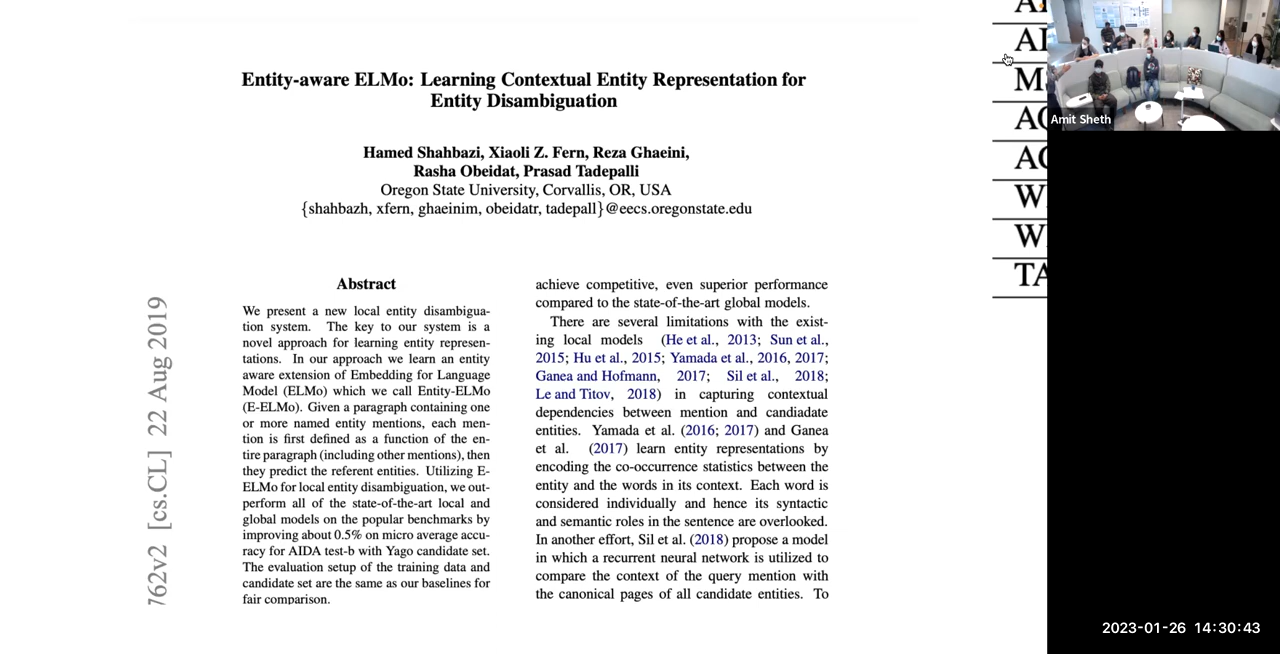 Entity-aware ELMo: Learning Contextual Entity Representation for
Entity Disambiguation
Hamed Shahbazi, Xiaoli Z. Fern, Reza Ghaeini,
Rasha Obeidat, Prasad Tadepalli
Oregon State University, Corvallis, OR, USA
{shahbazh, xfern, ghaeinim, obeidatr, tadepall}@eecs.oregonstate.edu
762v2 [cs.CL] 22 Aug 2019
Abstract
We present a new local entity disambigua-
tion system. The key to our system is a
novel approach for learning entity represen-
tations. In our approach we learn an entity
aware extension of Embedding for Language
Model (ELMo) which we call Entity-ELMo
(E-ELMo). Given a paragraph containing one
or more named entity mentions, each men-
tion is first defined as a function of the en-
tire paragraph (including other mentions), then
they predict the referent entities. Utilizing E-
ELMo for local entity disambiguation, we out-
perform all of the state-of-the-art local and
global models on the popular benchmarks by
improving about 0.5% on micro average accu-
racy for AIDA test-b with Yago candidate set.
The evaluation setup of the training data and
candidate set are the same as our baselines for
fair comparison.
achieve competitive, even superior performance
compared to the state-of-the-art global models.
There are several limitations with the exist-
ing local models (He et al., 2013; Sun et al.,
2015; Hu et al., 2015; Yamada et al., 2016, 2017;
Ganea and Hofmann, 2017; Sil et al., 2018;
Le and Titov, 2018) in capturing contextual
dependencies between mention and candiadate
entities. Yamada et al. (2016; 2017) and Ganea
et al. (2017) learn entity representations by
encoding the co-occurrence statistics between the
entity and the words in its context. Each word is
considered individually and hence its syntactic
and semantic roles in the sentence are overlooked.
In another effort, Sil et al. (2018) propose a model
in which a recurrent neural network is utilized to
compare the context of the query mention with
the canonical pages of all candidate entities. To
TA
Amit Sheth
2023-01-26 14:30:43